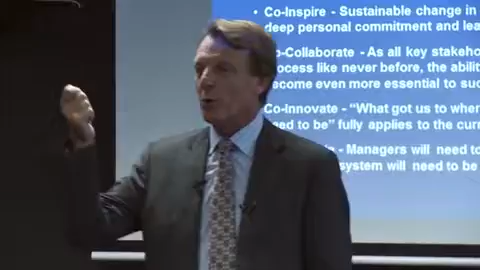 • Co-Inspire - Sustainable change in
deep personal commitment and lea
o-Collaborate - As all key stakeho
ocess like never before, the abilit
ecome even more essential to suc
Co-Innovate - "What got us to wher
eed to be" fully applies to the curr
- Managers will need to
system will need to be